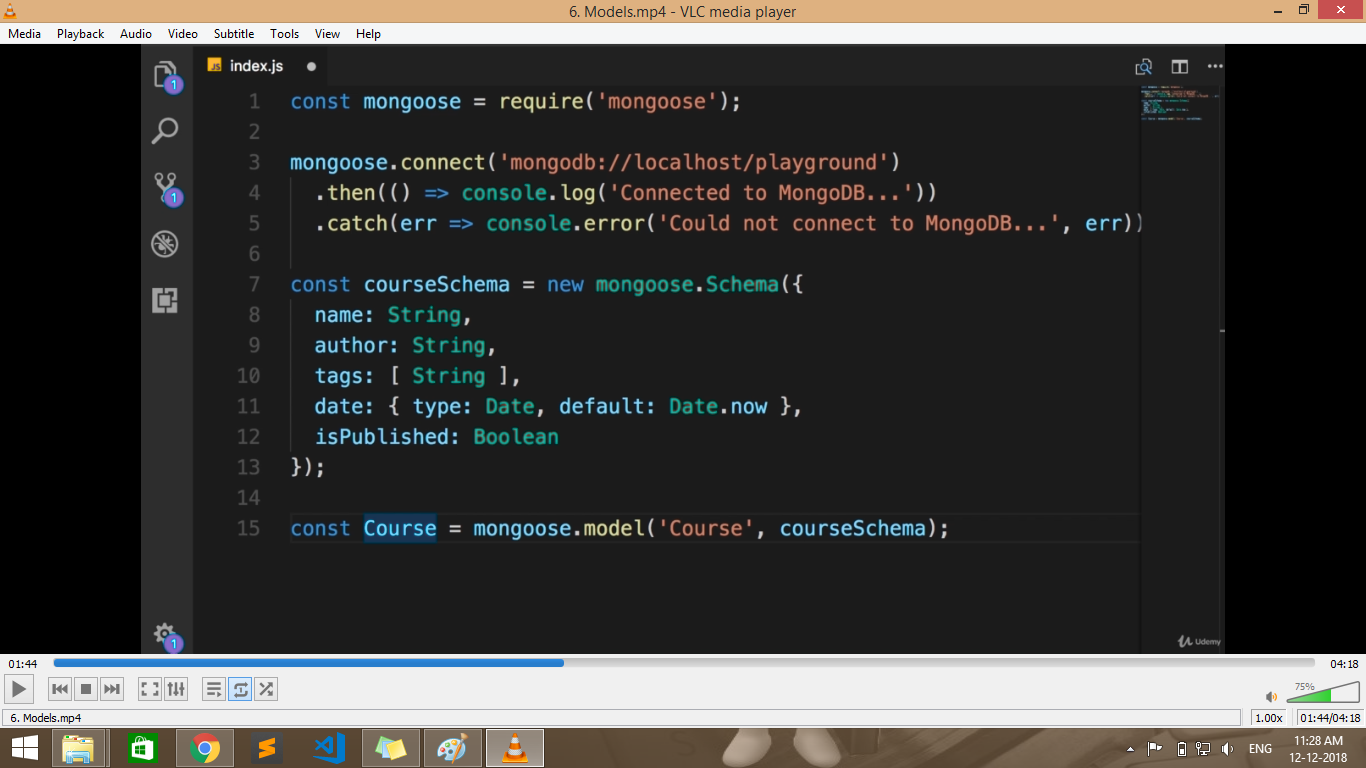 6. Models.mp4 - VLC media player
Media Playback Audio Video Subtitle Tools View Help
JS index.js
1 const mongoose = require('mongoose');
2
3 mongoose.connect('mongodb://localhost/playground')
4 .then(() => console.log('Connected to MongoDB...'))
5 .catch(err => console.error('Could not connect to MongoDB...', err))
6
7 const courseSchema = new mongoose.Schema({
8 name: String,
9 author: String,
10 tags: [ String ],
11 date: { type: Date, default: Date.now },
12 isPublished: Boolean
13 });
14
15 const Course = mongoose.model('Course', courseSchema);
1
1
1
Udemy
01:44 04:18
75%
6. Models.mp4 1.00x 01:44/04:18
ENG 11:28 AM
12-12-2018